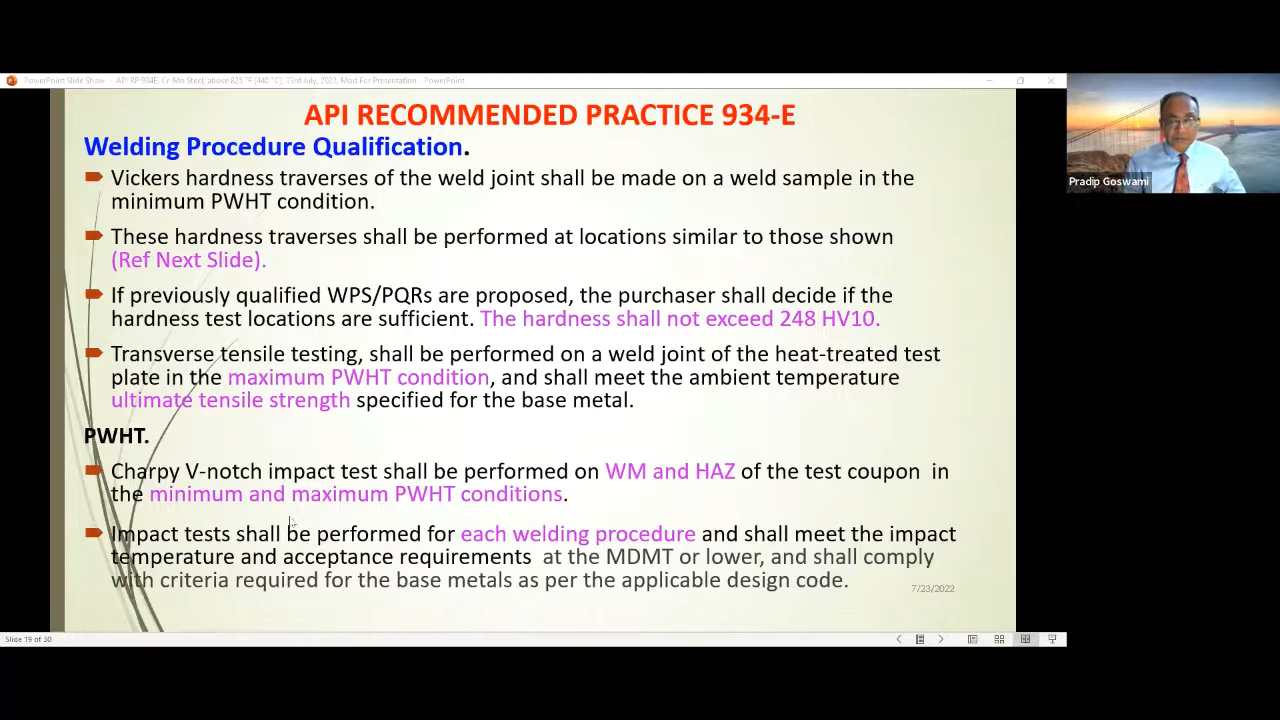 PowerPoint Slide Show - API RP 934E, Cr-Mo Steel, above 825 °F (440 °C), 23rd July, 2022, Mod For Presentation - PowerPoint
API RECOMMENDED PRACTICE 934-E
Welding Procedure Qualification.
Vickers hardness traverses of the weld joint shall be made on a weld sample in the
minimum PWHT condition.
These hardness traverses shall be performed at locations similar to those shown
(Ref Next Slide).
If previously qualified WPS/PQRs are proposed, the purchaser shall decide if the
hardness test locations are sufficient. The hardness shall not exceed 248 HV10.
Transverse tensile testing, shall be performed on a weld joint of the heat-treated test
plate in the maximum PWHT condition, and shall meet the ambient temperature
ultimate tensile strength specified for the base metal.
PWHT.
Charpy V-notch impact test shall be performed on WM and HAZ of the test coupon in
the minimum and maximum PWHT conditions.
Impact tests shall be performed for each welding procedure and shall meet the impact
temperature and acceptance requirements at the MDMT or lower, and shall comply
with criteria required for the base metals as per the applicable design code.
7/23/2022
Slide 19 of 30
Pradip Goswami